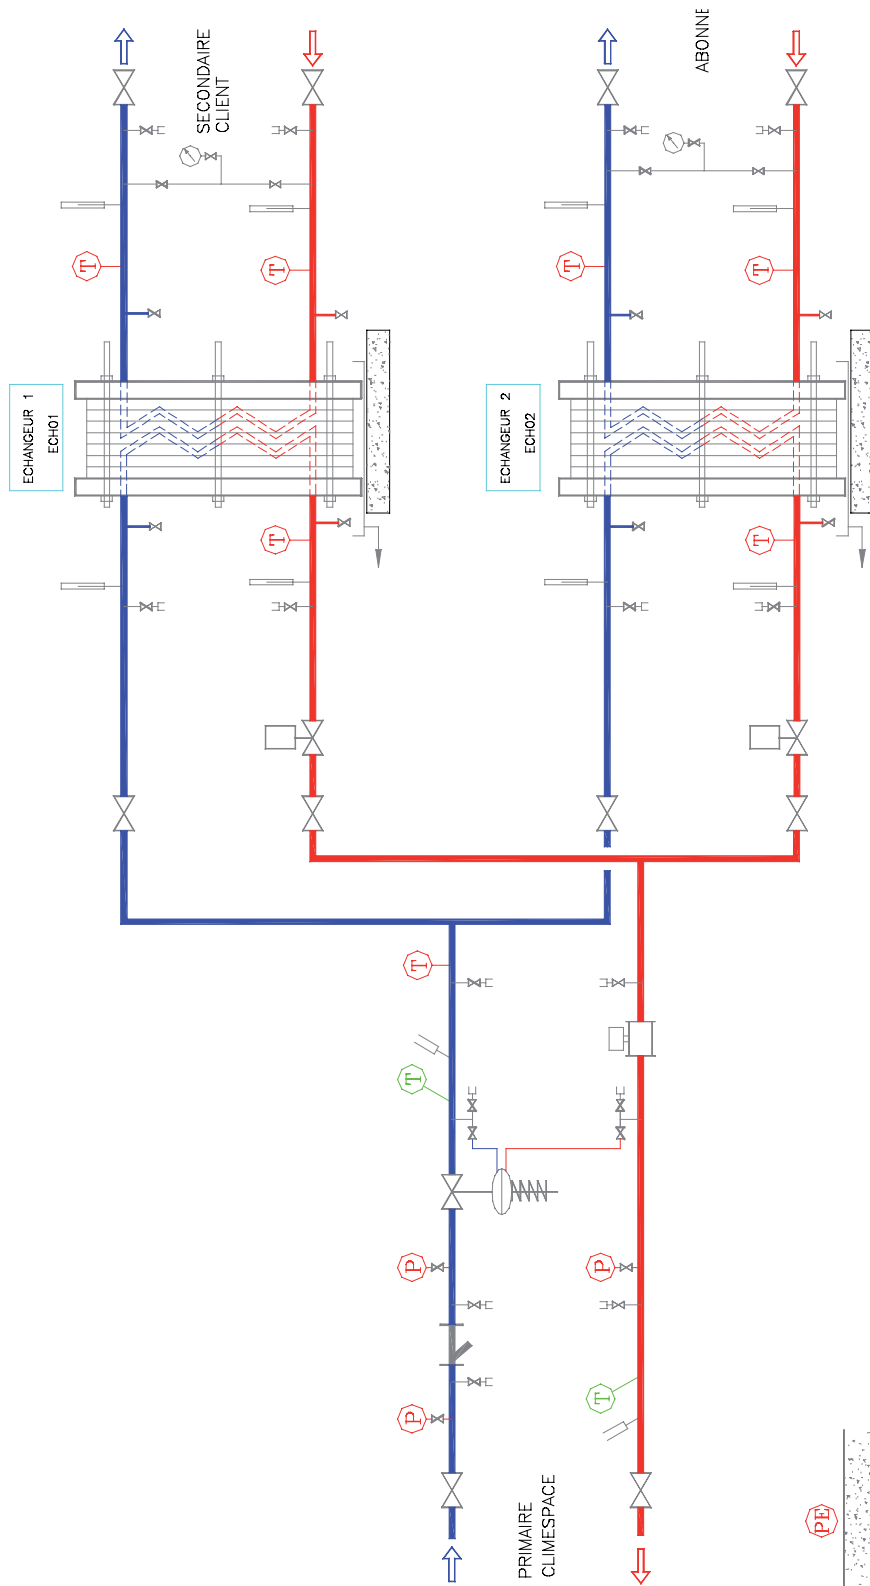 SECONDAIRE
CLIENT
ABONNE
T
T
T
T
ECHANGEUR 1
ECH01
ECHANGEUR 2
ECH02
T
T
T
T
P
P
T
P
PRIMAIRE
CLIMESPACE
PE